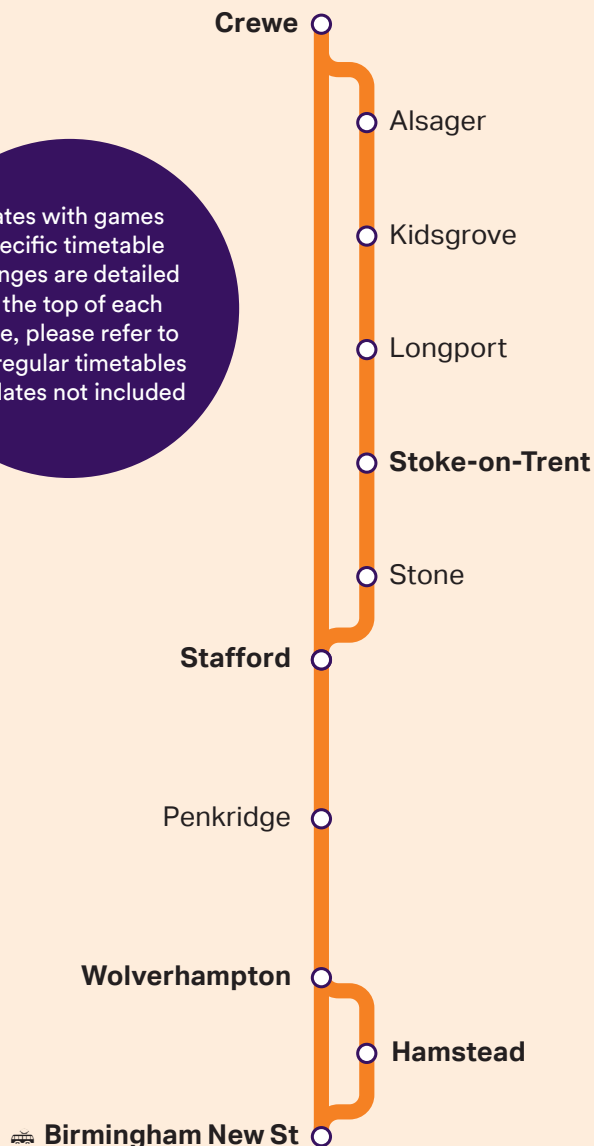 Crewe
Alsager
ates with games
ecific timetable
nges are detailed
the top of each
e, please refer to
regular timetables
lates not included
Kidsgrove
Longport
Stoke-on-Trent
Stone
Stafford
Penkridge
Wolverhampton
Hamstead
Birmingham New St